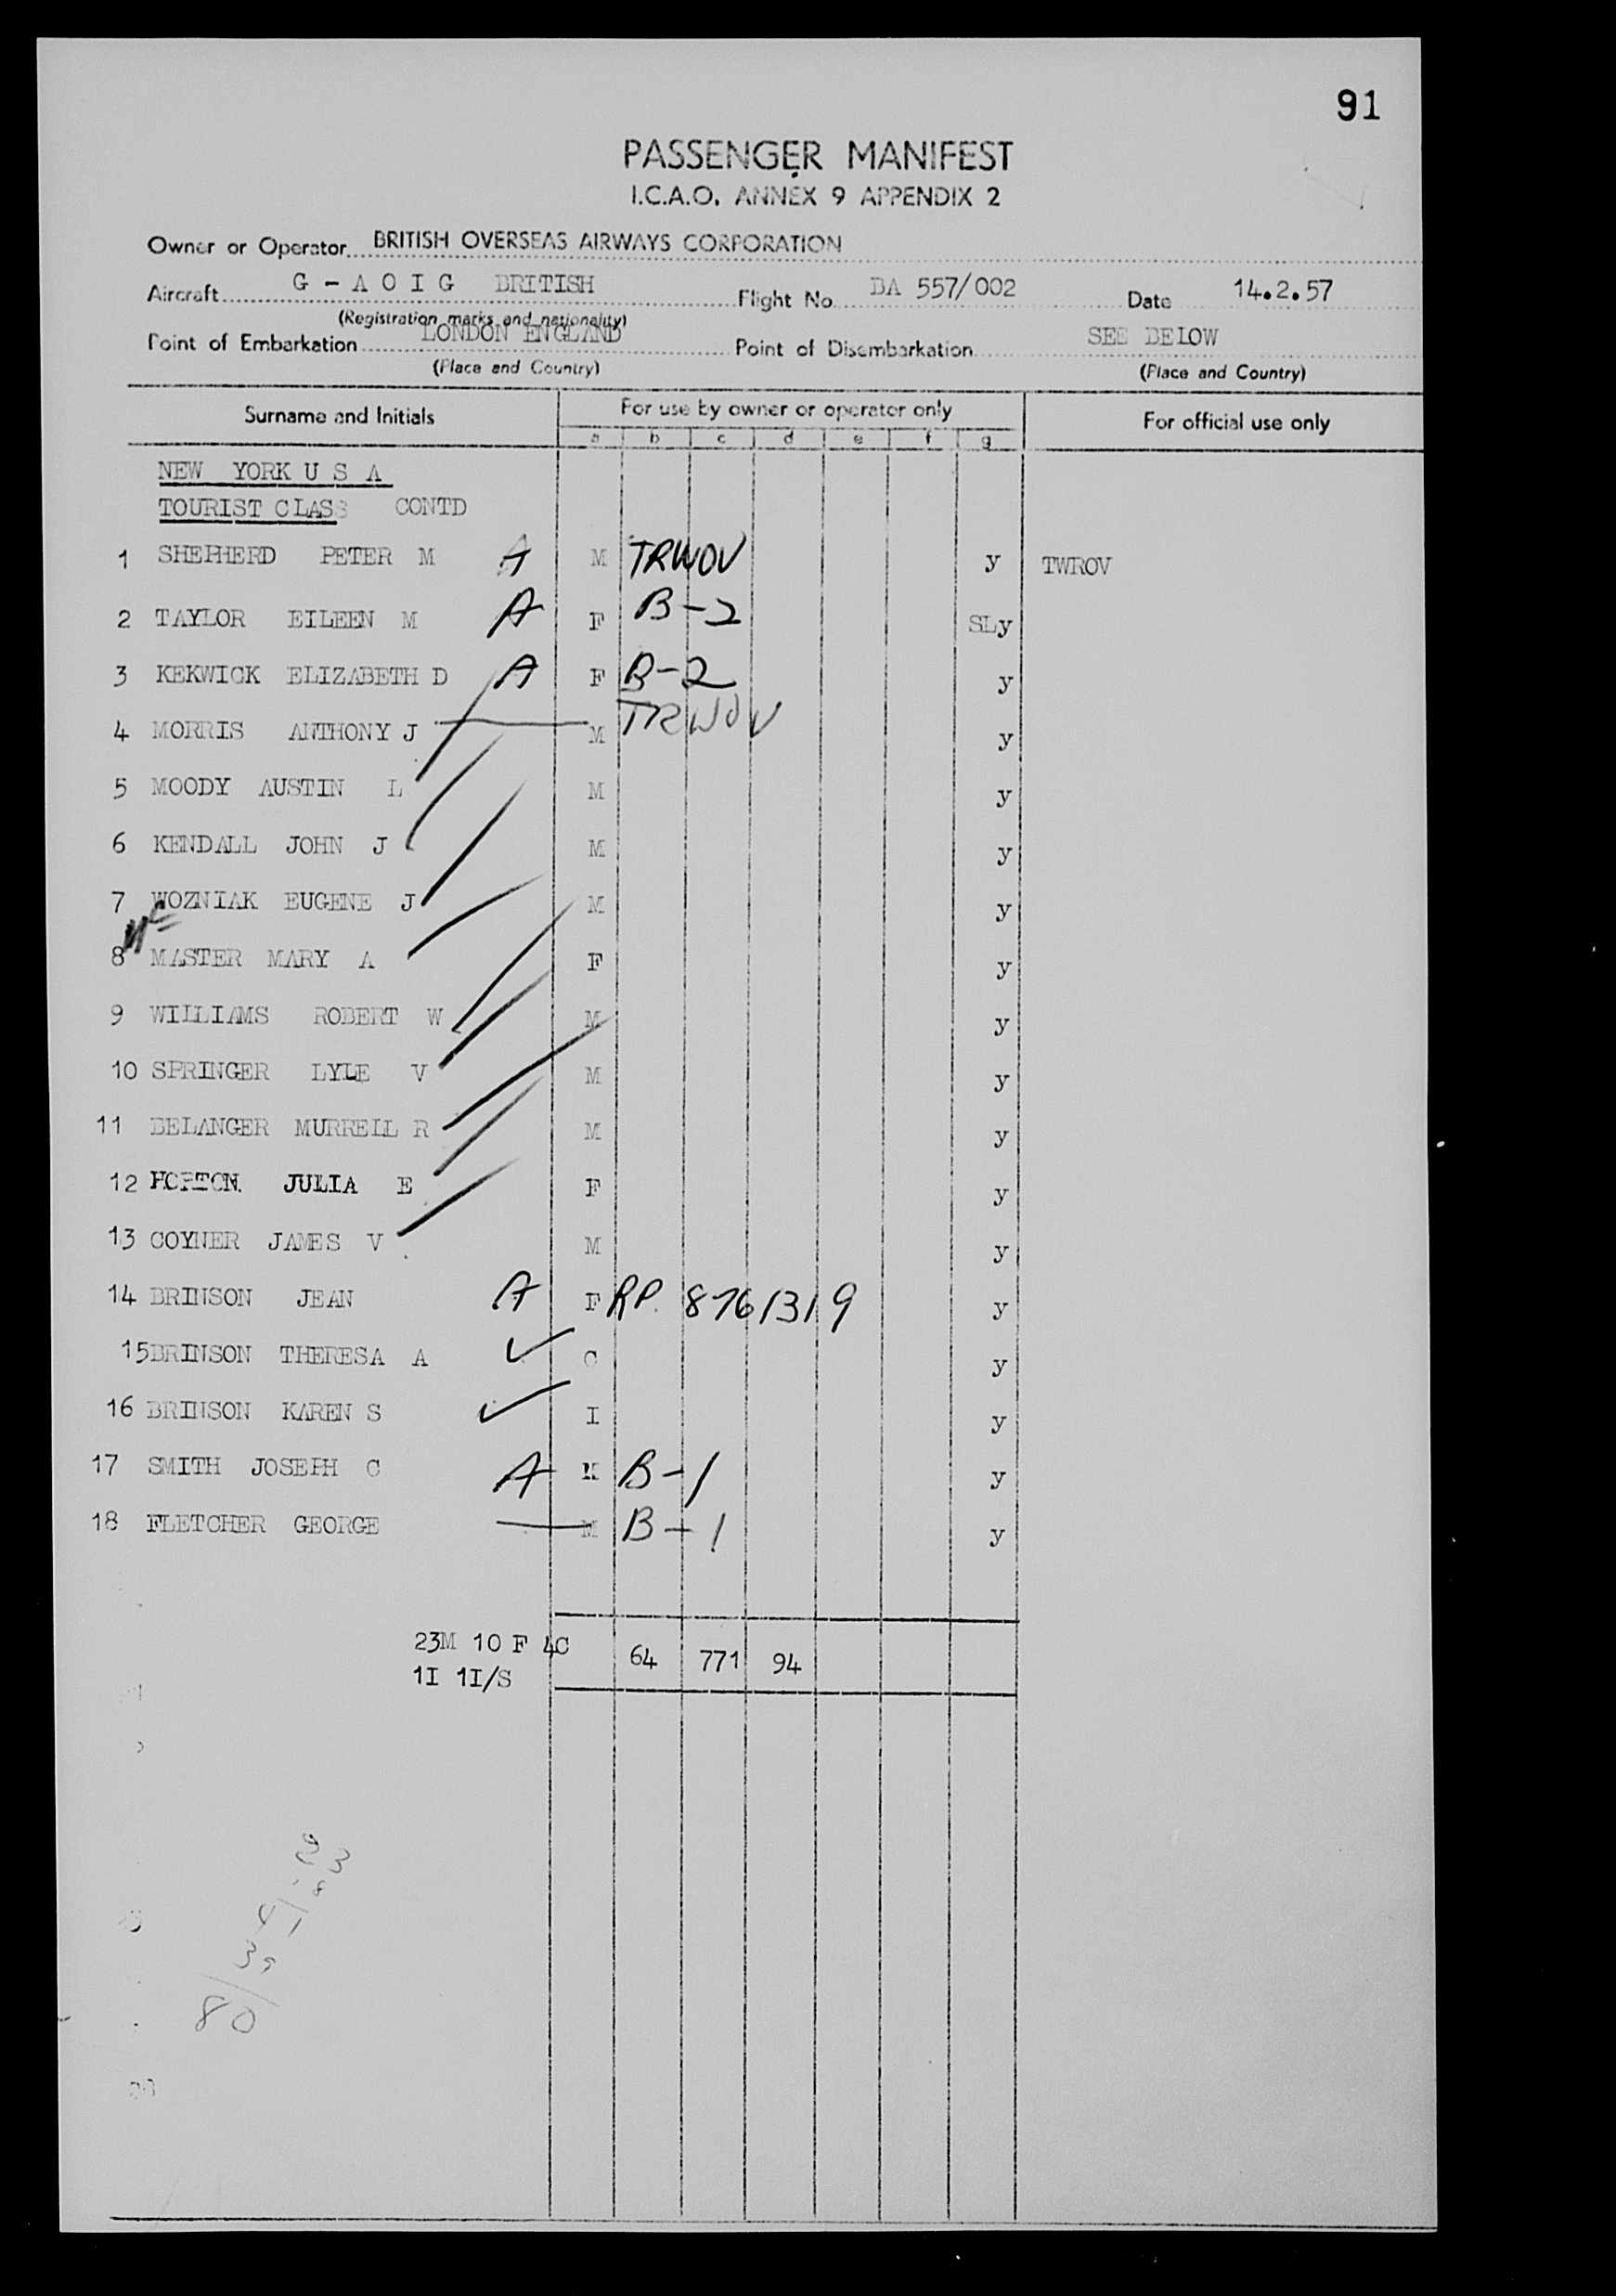 91
PASSENGER MANIFEST
I.C.A.O. ANNEX 9 APPENDIX 2
Owner or Operator BRITISH OVERSEAS AIRWAYS CORPORATION
Aircraft G - A O I G BRITISH Flight No. BA 557/002 Date 14.2.57
(Registration marks and nationality)
Point of Embarkation LONDON ENGLAND Point of Disembarkation SEE BELOW
(Place and Country) (Place and Country)
Surname and Initials For use by owner or operator only For official use only
a b c d e f g
NEW YORK U S A
TOURIST CLASS CONTD
1 SHEPHERD PETER M A M TRWOV y TWROV
2 TAYLOR EILEEN M A F B-2 SLy
3 KEKWICK ELIZABETH D A F B-2 y
4 MORRIS ANTHONY J M TRWOV y
5 MOODY AUSTIN L M y
6 KENDALL JOHN J M y
7 WOZNIAK EUGENE J M y
8 MASTER MARY A F y
9 WILLIAMS ROBERT W M y
10 SPRINGER LYLE V M y
11 BELANGER MURRELL R M y
12 HORTON JULIA E F y
13 COYNER JAMES V M y
14 BRINSON JEAN A F RP. 8761319 y
15 BRINSON THERESA A ✓ C y
16 BRINSON KAREN S ✓ I y
17 SMITH JOSEPH C A M B-1 y
18 FLETCHER GEORGE M B-1 y
23M 10 F 4C 64 771 94
1I 1I/S
80